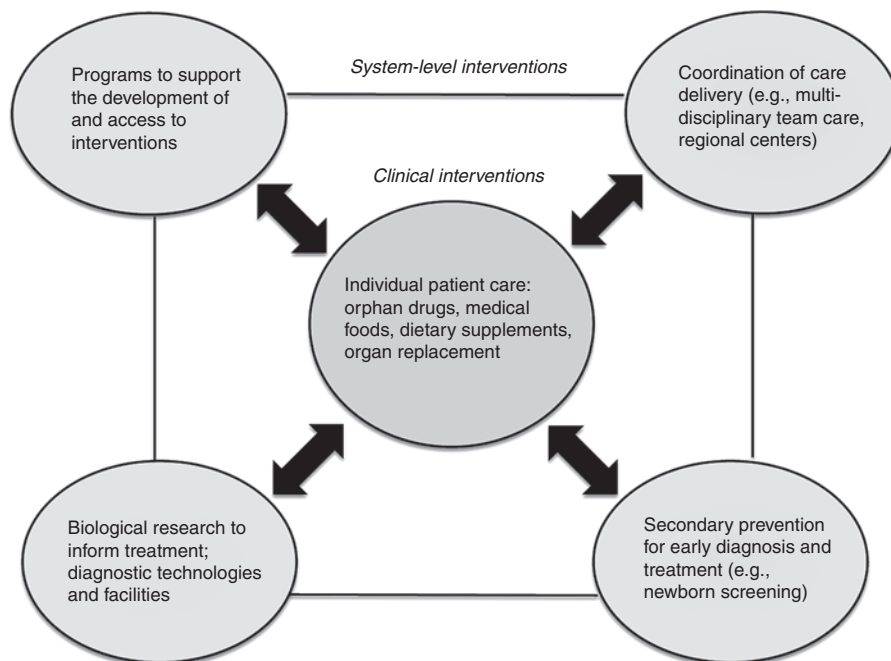 Programs to support
the development of
and access to
interventions
System-level interventions
Coordination of care
delivery (e.g., multi-
disciplinary team care,
regional centers)
Clinical interventions
Individual patient care:
orphan drugs, medical
foods, dietary supplements,
organ replacement
Biological research to
inform treatment;
diagnostic technologies
and facilities
Secondary prevention
for early diagnosis and
treatment (e.g.,
newborn screening)